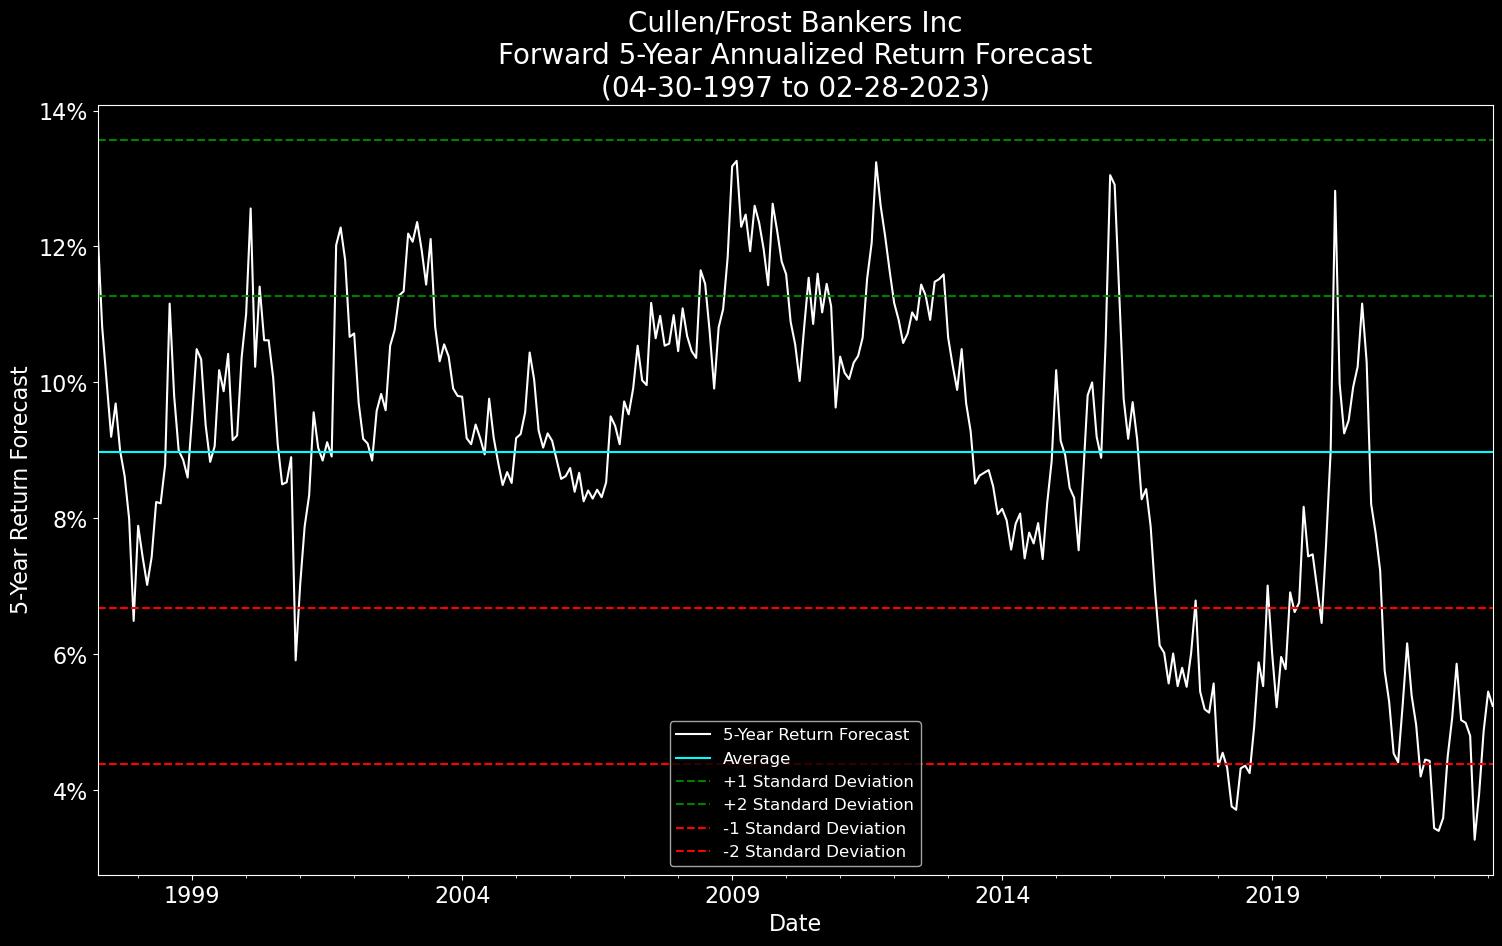 Cullen/Frost Bankers Inc
Forward 5-Year Annualized Return Forecast
(04-30-1997 to 02-28-2023)
14%
12%
10%
8%
6%
4%
5-Year Return Forecast
5-Year Return Forecast
Average
+1 Standard Deviation
+2 Standard Deviation
-1 Standard Deviation
-2 Standard Deviation
1999
2004
2009
2014
2019
Date